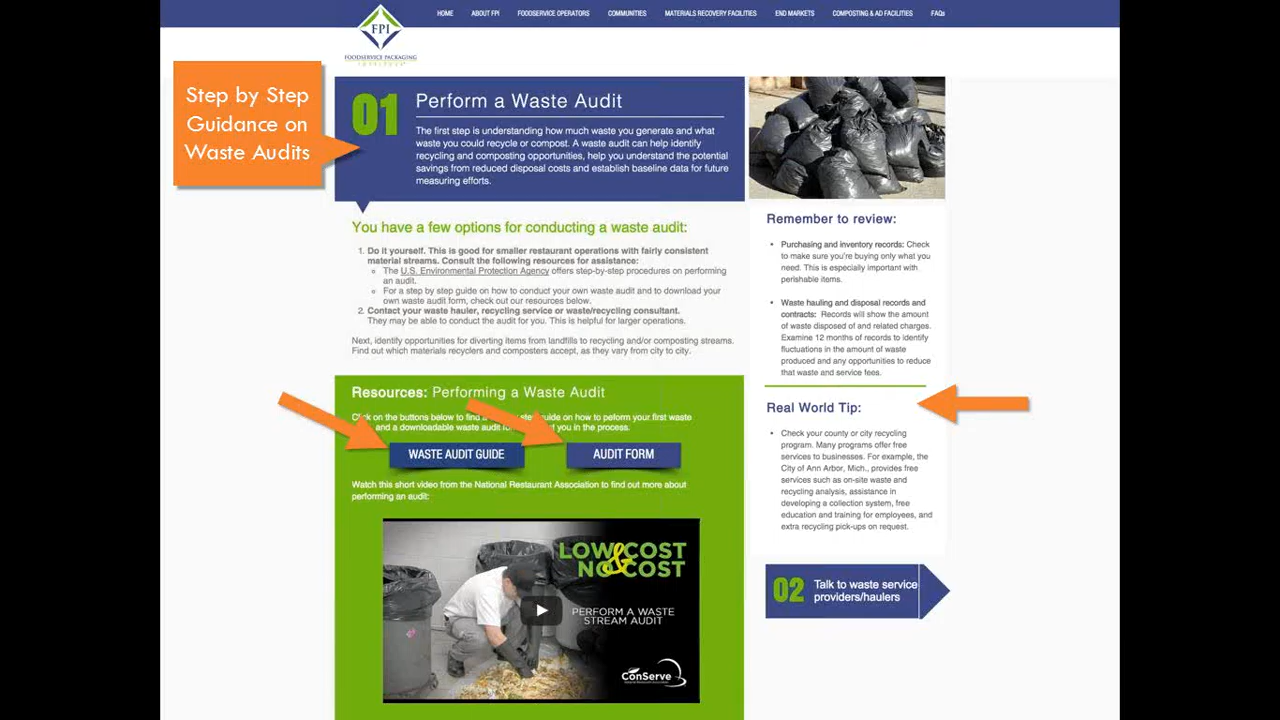 HOME ABOUT FPI FOODSERVICE OPERATORS COMMUNITIES MATERIALS RECOVERY FACILITIES END MARKETS COMPOSTING & AD FACILITIES FAQs
FPI
FOODSERVICE PACKAGING
INSTITUTE
Step by Step
Guidance on
Waste Audits
01
Perform a Waste Audit
The first step is understanding how much waste you generate and what
waste you could recycle or compost. A waste audit can help identify
recycling and composting opportunities, help you understand the potential
savings from reduced disposal costs and establish baseline data for future
measuring efforts.
You have a few options for conducting a waste audit:
1. Do it yourself. This is good for smaller restaurant operations with fairly consistent
material streams. Consult the following resources for assistance:
The U.S. Environmental Protection Agency offers step-by-step procedures on performing
an audit.
For a step by step guide on how to conduct your own waste audit and to download your
own waste audit form, check out our resources below.
2. Contact your waste hauler, recycling service or waste/recycling consultant.
They may be able to conduct the audit for you. This is helpful for larger operations.
Next, identify opportunities for diverting items from landfills to recycling and/or composting streams.
Find out which materials recyclers and composters accept, as they vary from city to city.
Resources: Performing a Waste Audit
Click on the buttons below to find guide on how to peform your first waste
and a downloadable waste audit you in the process.
WASTE AUDIT GUIDE
AUDIT FORM
Watch this short video from the National Restaurant Association to find out more about
performing an audit:
LOW COST
&
NO COST
PERFORM A WASTE
STREAM AUDIT
ConServe
Remember to review:
Purchasing and inventory records: Check
to make sure you're buying only what you
need. This is especially important with
perishable items.
Waste hauling and disposal records and
contracts: Records will show the amount
of waste disposed of and related charges.
Examine 12 months of records to identify
fluctuations in the amount of waste
produced and any opportunities to reduce
that waste and service fees.
Real World Tip:
Check your county or city recycling
program. Many programs offer free
services to businesses. For example, the
City of Ann Arbor, Mich., provides free
services such as on-site waste and
recycling analysis, assistance in
developing a collection system, free
education and training for employees, and
extra recycling pick-ups on request.
02
Talk to waste service
providers/haulers